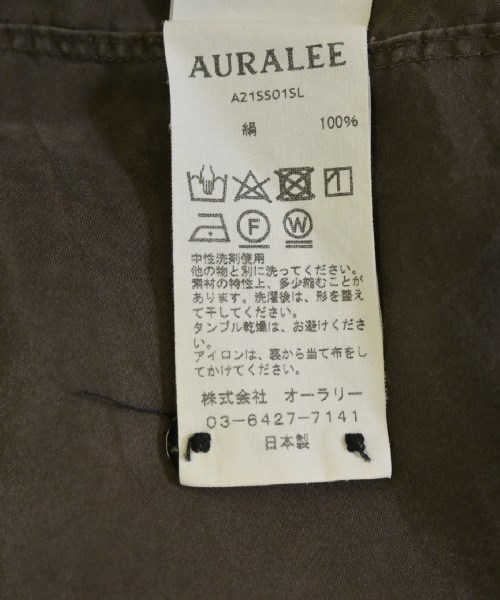 AURALEE
A21SS01SL
絹 100%
F W
中性洗剤使用
他の物と別に洗ってください。
素材の特性上、多少縮むことが
あります。洗濯後は、形を整え
て干してください。
タンブル乾燥は、お避けくださ
い。
アイロンは、裏から当て布をし
てかけてください。
株式会社 オーラリー
03-6427-7141
日本製